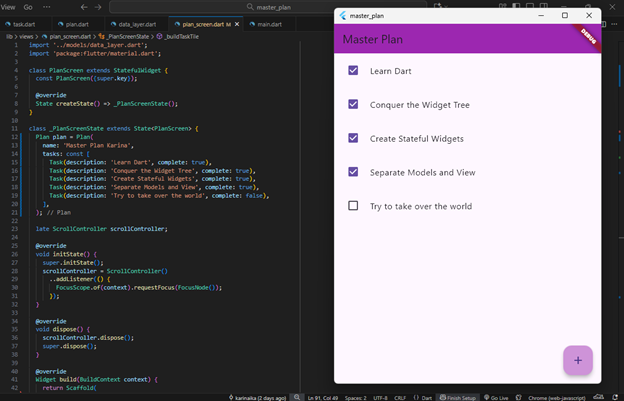 View Go ··· master_plan
task.dart plan.dart data_layer.dart plan_screen.dart M × main.dart
lib > views > plan_screen.dart > _PlanScreenState > _buildTaskTile
1 import '../models/data_layer.dart';
2 import 'package:flutter/material.dart';
3
4 class PlanScreen extends StatefulWidget {
5 const PlanScreen({super.key});
6
7 @override
8 State createState() => _PlanScreenState();
9 }
10
11 class _PlanScreenState extends State<PlanScreen> {
12 Plan plan = Plan(
13 name: 'Master Plan Karina',
14 tasks: const [
15 Task(description: 'Learn Dart', complete: true),
16 Task(description: 'Conquer the Widget Tree', complete: true),
17 Task(description: 'Create Stateful Widgets', complete: true),
18 Task(description: 'Separate Models and View', complete: true),
19 Task(description: 'Try to take over the world', complete: false),
20 ],
21 ); // Plan
22
23 late ScrollController scrollController;
24
25 @override
26 void initState() {
27 super.initState();
28 scrollController = ScrollController()
29 ..addListener(() {
30 FocusScope.of(context).requestFocus(FocusNode());
31 });
32 }
33
34 @override
35 void dispose() {
36 scrollController.dispose();
37 super.dispose();
38 }
39
40 @override
41 Widget build(BuildContext context) {
42 return Scaffold(
master_plan
Master Plan
DEBUG
Learn Dart
Conquer the Widget Tree
Create Stateful Widgets
Separate Models and View
Try to take over the world
+
karinaika (2 days ago) Ln 91, Col 49 Spaces: 2 UTF-8 CRLF {} Dart Finish Setup Go Live Chrome (web-javascript)